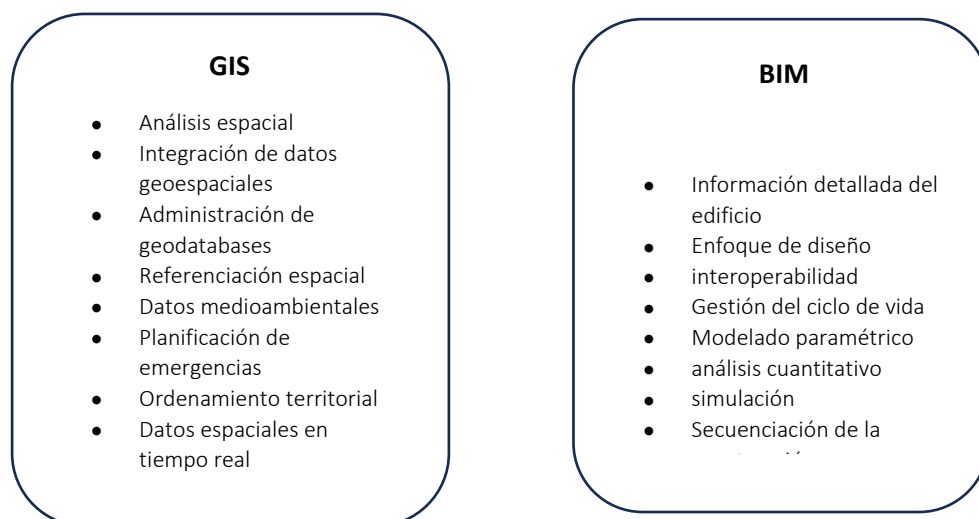 GIS
● Análisis espacial
● Integración de datos
geoespaciales
● Administración de
geodatabases
● Referenciación espacial
● Datos medioambientales
● Planificación de
emergencias
● Ordenamiento territorial
● Datos espaciales en
tiempo real
BIM
● Información detallada del
edificio
● Enfoque de diseño
● interoperabilidad
● Gestión del ciclo de vida
● Modelado paramétrico
● análisis cuantitativo
● simulación
● Secuenciación de la